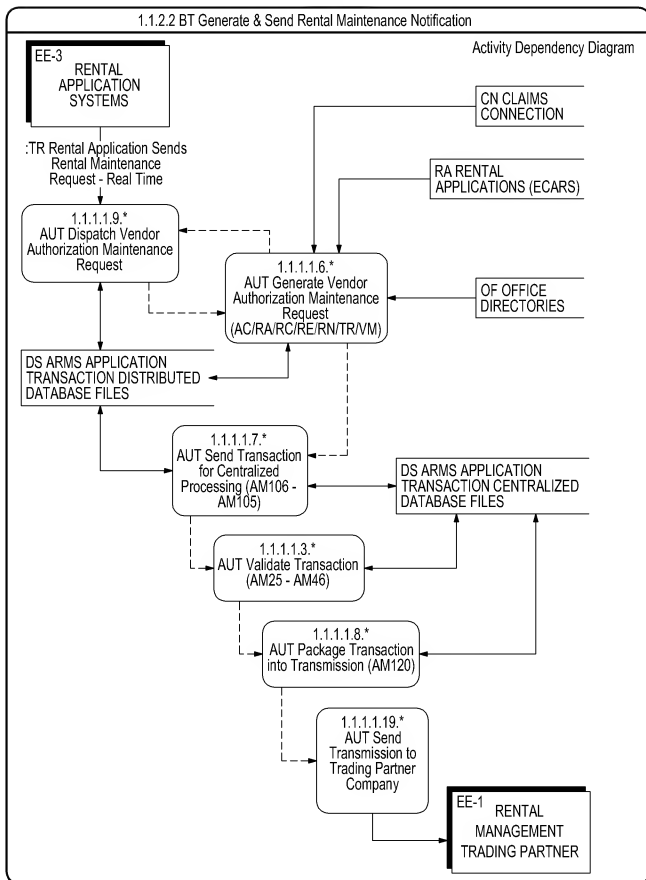 1.1.2.2 BT Generate & Send Rental Maintenance Notification
Activity Dependency Diagram
EE-3
RENTAL
APPLICATION
SYSTEMS
CN CLAIMS
CONNECTION
:TR Rental Application Sends
Rental Maintenance
Request - Real Time
RA RENTAL
APPLICATIONS (ECARS)
1.1.1.1.9.*
AUT Dispatch Vendor
Authorization Maintenance
Request
1.1.1.1.6.*
AUT Generate Vendor
Authorization Maintenance
Request
(AC/RA/RC/RE/RN/TR/VM)
OF OFFICE
DIRECTORIES
DS ARMS APPLICATION
TRANSACTION DISTRIBUTED
DATABASE FILES
1.1.1.1.7.*
AUT Send Transaction
for Centralized
Processing (AM106 -
AM105)
DS ARMS APPLICATION
TRANSACTION CENTRALIZED
DATABASE FILES
1.1.1.1.3.*
AUT Validate Transaction
(AM25 - AM46)
1.1.1.1.8.*
AUT Package Transaction
into Transmission (AM120)
1.1.1.1.19.*
AUT Send
Transmission to
Trading Partner
Company
EE-1
RENTAL
MANAGEMENT
TRADING PARTNER